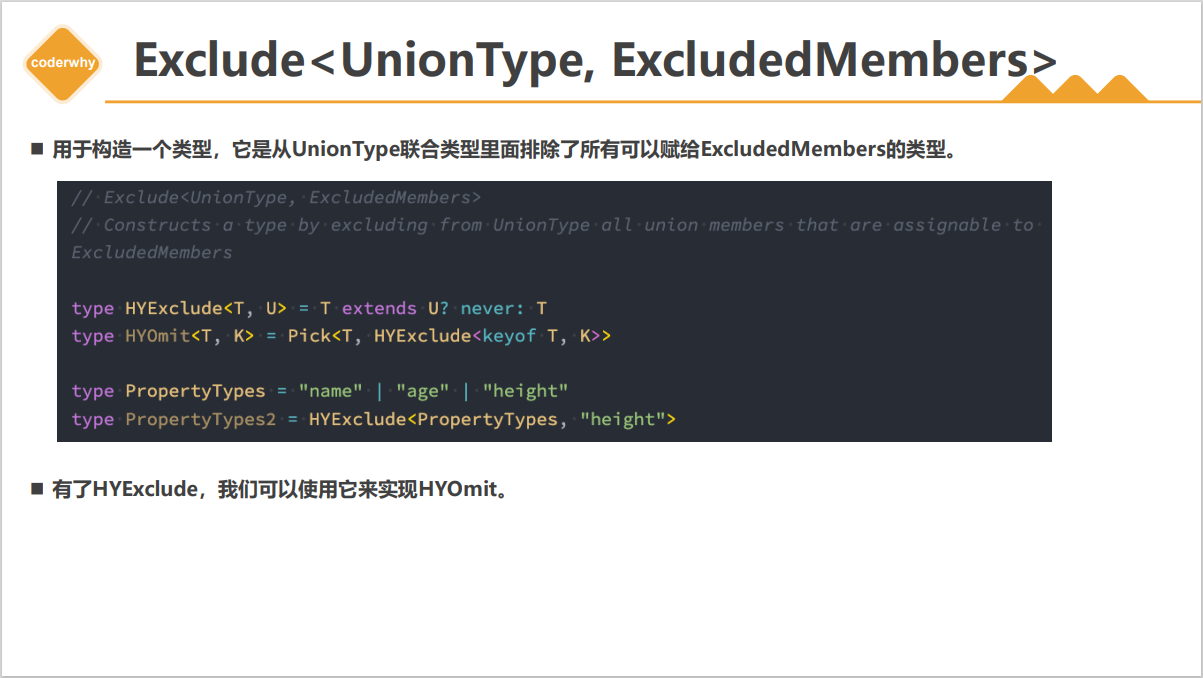 coderwhy
Exclude<UnionType, ExcludedMembers>
用于构造一个类型，它是从UnionType联合类型里面排除了所有可以赋给ExcludedMembers的类型。
// Exclude<UnionType, ExcludedMembers>
// Constructs a type by excluding from UnionType all union members that are assignable to
ExcludedMembers
type HYExclude<T, U> = T extends U? never: T
type HYOmit<T, K> = Pick<T, HYExclude<keyof T, K>>
type PropertyTypes = "name" | "age" | "height"
type PropertyTypes2 = HYExclude<PropertyTypes, "height">
有了HYExclude，我们可以使用它来实现HYOmit。